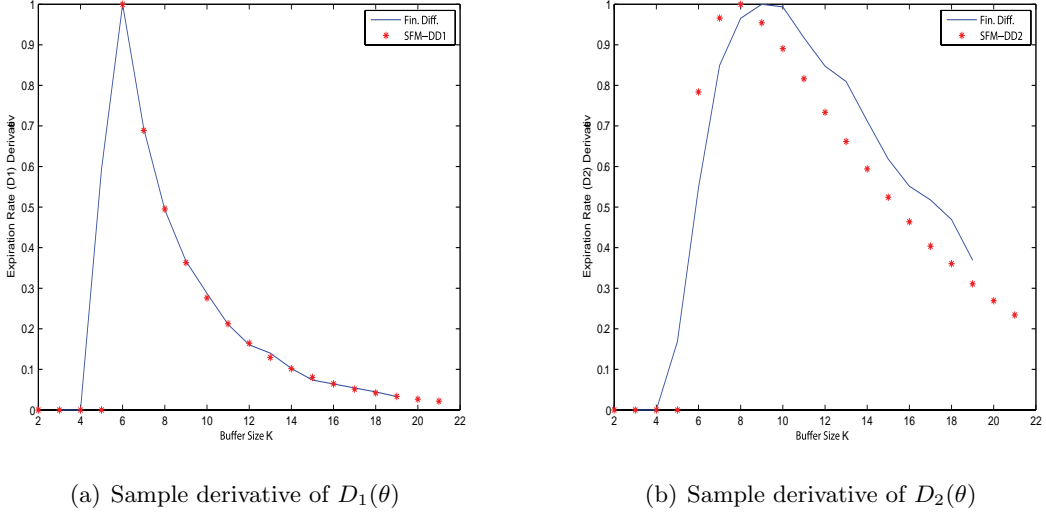 Fin. Diff.
SFM-DD1
1
0.9
0.8
0.7
0.6
0.5
0.4
0.3
0.2
0.1
0
Expiration Rate (D1) Derivativ
2 4 6 8 10 12 14 16 18 20 22
Buffer Size K
(a) Sample derivative of D₁(θ)
Fin. Diff.
SFM-DD2
1
0.9
0.8
0.7
0.6
0.5
0.4
0.3
0.2
0.1
0
Expiration Rate (D2) Derivativ
2 4 6 8 10 12 14 16 18 20 22
Buffer Size K
(b) Sample derivative of D₂(θ)